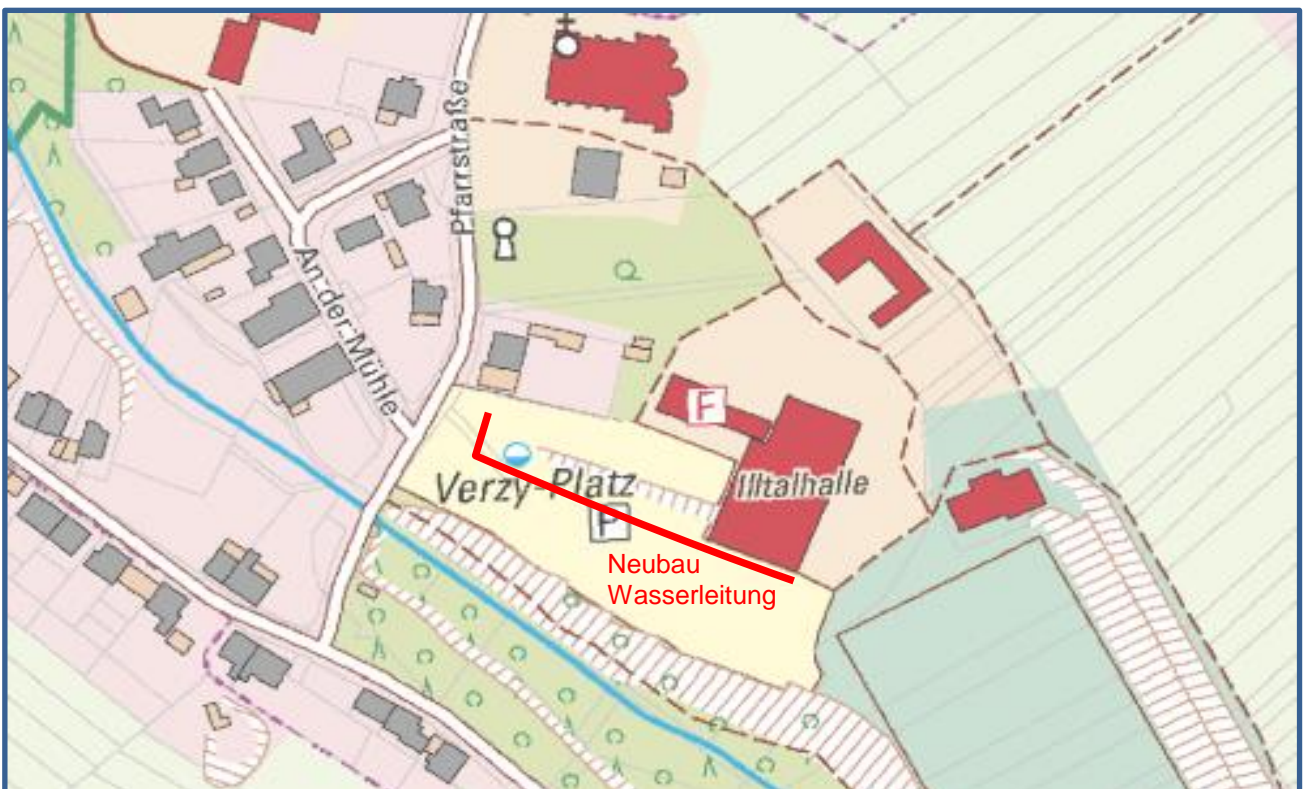 Pfarrstraße
An der Mühle
F
Verzy-Platz
Illtalhalle
P
Neubau
Wasserleitung